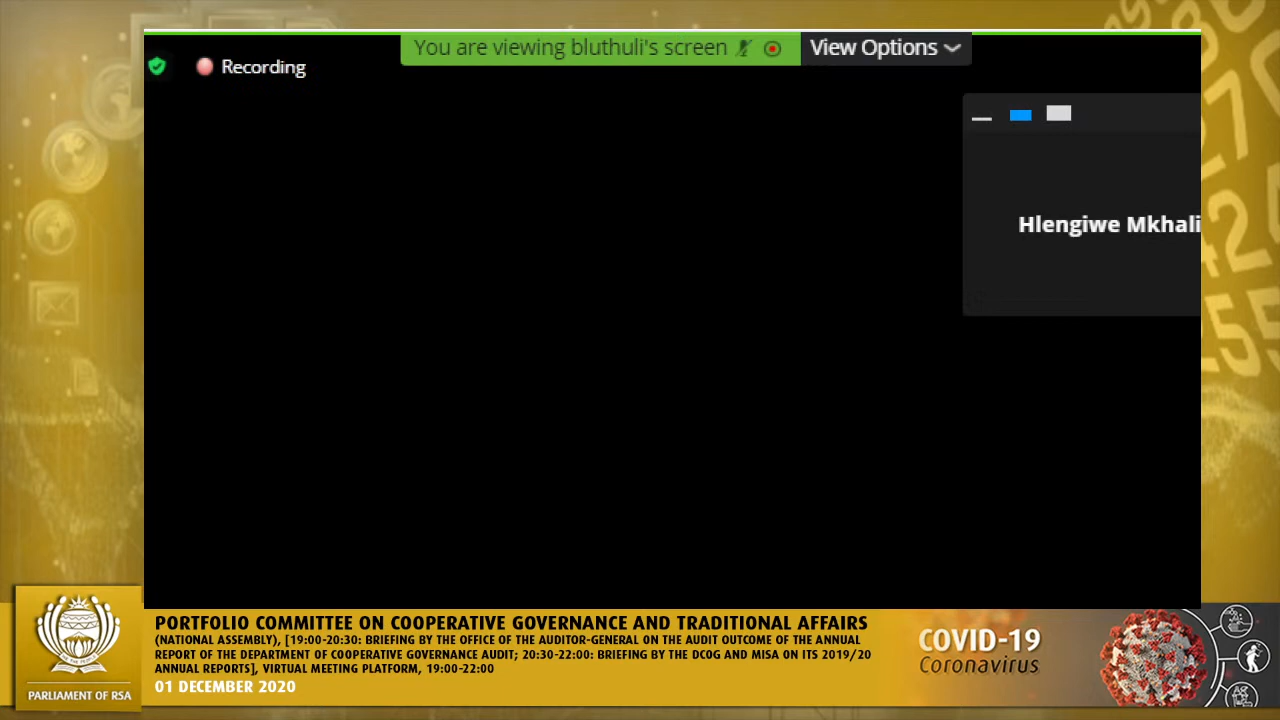 You are viewing bluthuli's screen
View Options
Recording
Hlengiwe Mkhali
PORTFOLIO COMMITTEE ON COOPERATIVE GOVERNANCE AND TRADITIONAL AFFAIRS
(NATIONAL ASSEMBLY), [19:00-20:30: BRIEFING BY THE OFFICE OF THE AUDITOR-GENERAL ON THE AUDIT OUTCOME OF THE ANNUAL
REPORT OF THE DEPARTMENT OF COOPERATIVE GOVERNANCE AUDIT; 20:30-22:00: BRIEFING BY THE DCOG AND MISA ON ITS 2019/20
ANNUAL REPORTS], VIRTUAL MEETING PLATFORM, 19:00-22:00
01 DECEMBER 2020
PARLIAMENT OF RSA
COVID-19
Coronavirus